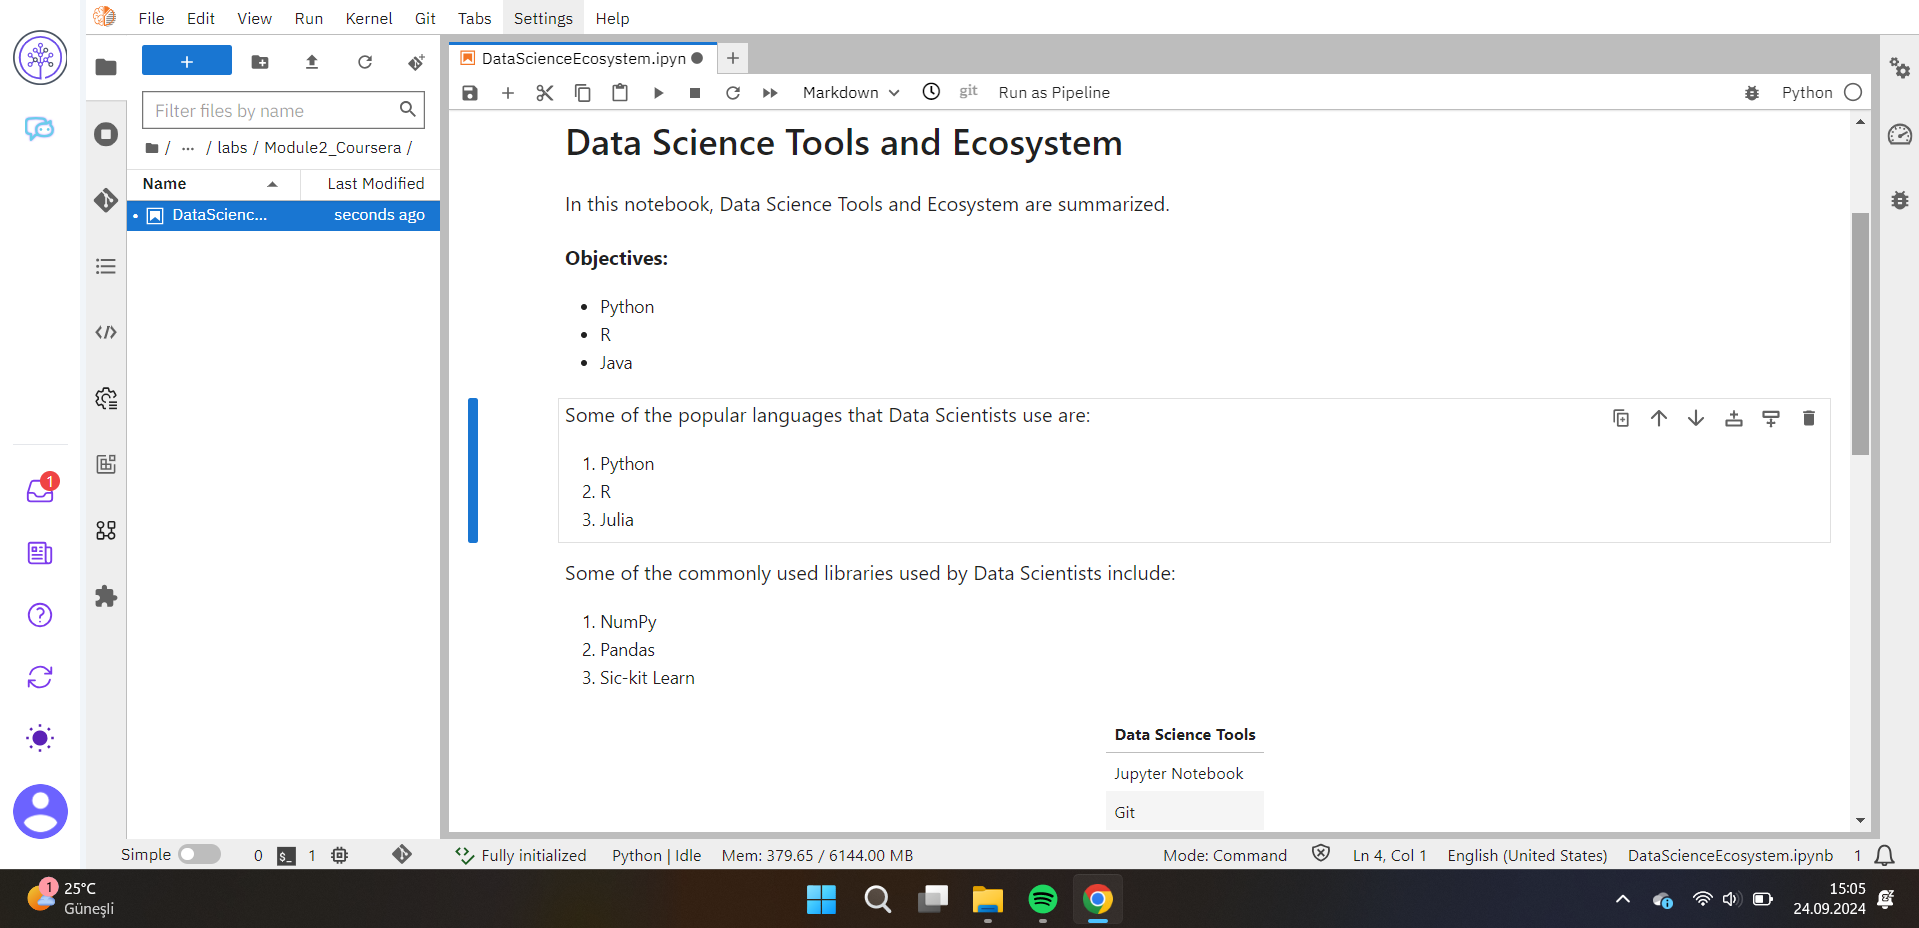 File Edit View Run Kernel Git Tabs Settings Help
+
Filter files by name
/ ... / labs / Module2_Coursera /
Name Last Modified
DataScienc... seconds ago
DataScienceEcosystem.ipyn
+
Markdown git Run as Pipeline Python
Data Science Tools and Ecosystem
In this notebook, Data Science Tools and Ecosystem are summarized.
Objectives:
• Python
• R
• Java
Some of the popular languages that Data Scientists use are:
1. Python
2. R
3. Julia
Some of the commonly used libraries used by Data Scientists include:
1. NumPy
2. Pandas
3. Sic-kit Learn
Data Science Tools
Jupyter Notebook
Git
1
Simple 0 $_ 1 Fully initialized Python | Idle Mem: 379.65 / 6144.00 MB Mode: Command Ln 4, Col 1 English (United States) DataScienceEcosystem.ipynb 1
1
25°C
Güneşli
15:05
24.09.2024